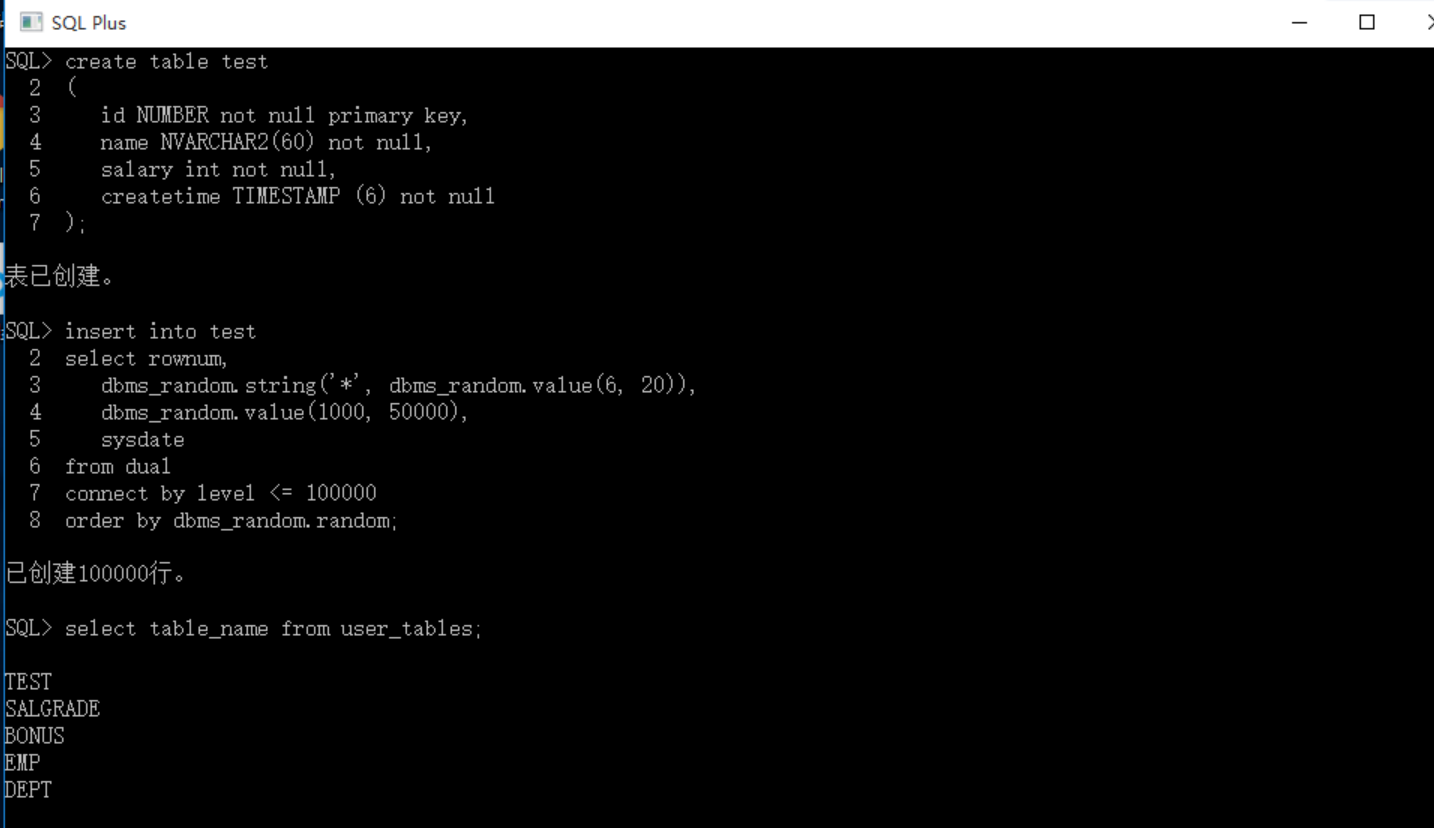 SQL Plus
SQL> create table test
2 (
3 id NUMBER not null primary key,
4 name NVARCHAR2(60) not null,
5 salary int not null,
6 createtime TIMESTAMP (6) not null
7 );
表已创建。
SQL> insert into test
2 select rownum,
3 dbms_random.string('*', dbms_random.value(6, 20)),
4 dbms_random.value(1000, 50000),
5 sysdate
6 from dual
7 connect by level <= 100000
8 order by dbms_random.random;
已创建100000行。
SQL> select table_name from user_tables;
TEST
SALGRADE
BONUS
EMP
DEPT